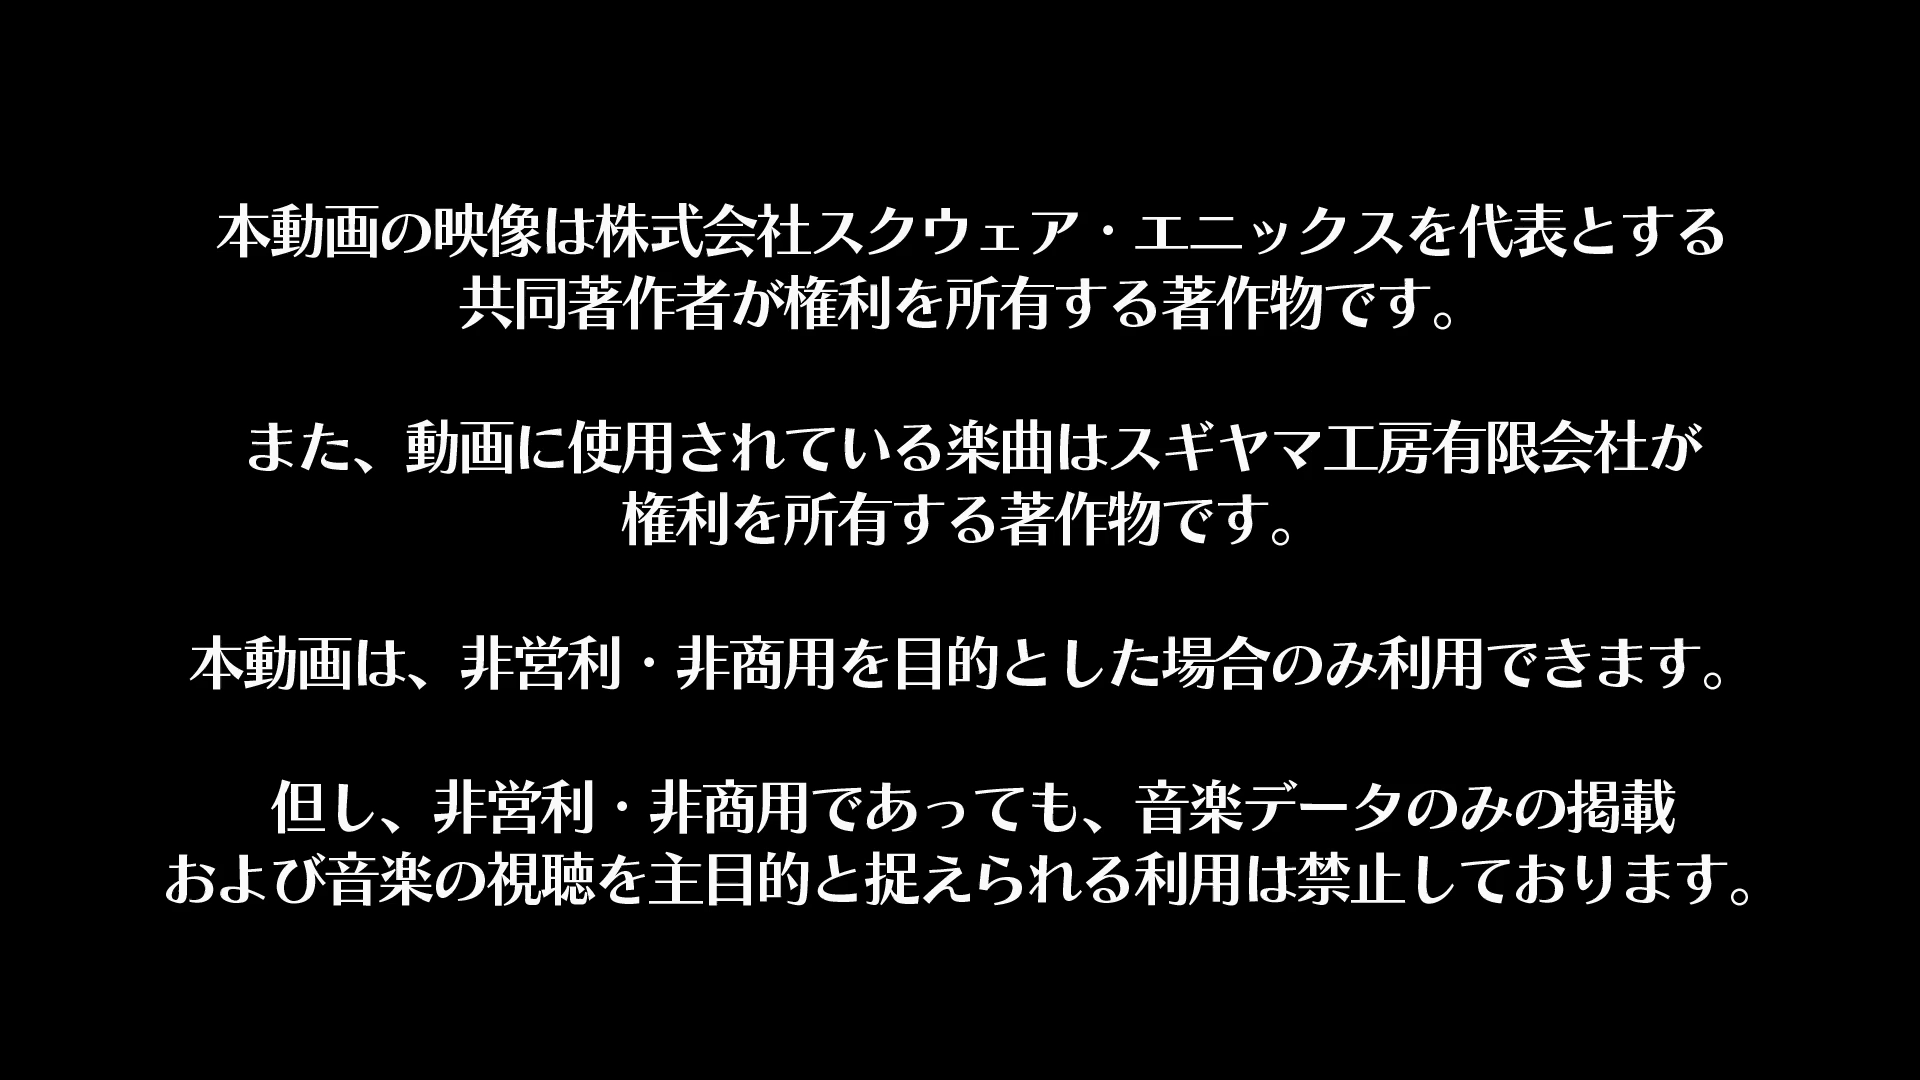 本動画の映像は株式会社スクウェア・エニックスを代表とする
共同著作者が権利を所有する著作物です。
また、動画に使用されている楽曲はスギヤマ工房有限会社が
権利を所有する著作物です。
本動画は、非営利・非商用を目的とした場合のみ利用できます。
但し、非営利・非商用であっても、音楽データのみの掲載
および音楽の視聴を主目的と捉えられる利用は禁止しております。